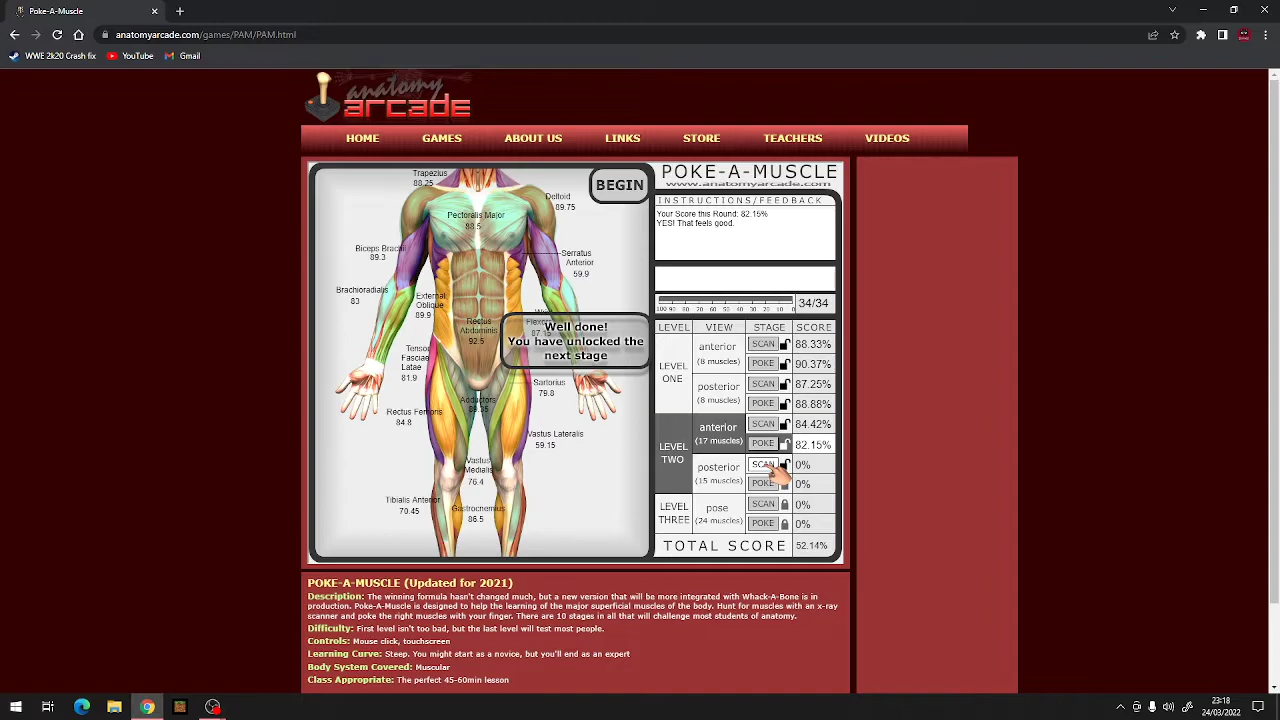 Poke-A-Muscle
anatomyarcade.com/games/PAM/PAM.html
WWE 2K20 Crash fix
YouTube
Gmail
anatomy
arcade
HOME
GAMES
ABOUT US
LINKS
STORE
TEACHERS
VIDEOS
BEGIN
Trapezius
88.25
Deltoid
89.75
Pectoralis Major
88.5
Biceps Brachii
89.3
Serratus
Anterior
59.9
Brachioradialis
83
External
Oblique
89.9
Rectus
Abdominis
92.5
Well done!
You have unlocked the
next stage
Tensor
Fasciae
Latae
81.9
Sartorius
79.8
Adductors
Rectus Femoris
84.8
Vastus Lateralis
59.15
Vastus
Medialis
76.4
Tibialis Anterior
70.45
Gastrocnemius
86.5
POKE-A-MUSCLE
www.anatomyarcade.com
INSTRUCTIONS/FEEDBACK
Your Score this Round: 82.15%
YES! That feels good.
100 90 80 70 60 50 40 30 20 10 0
34/34
LEVEL VIEW STAGE SCORE
LEVEL
ONE
anterior
(8 muscles)
SCAN 88.33%
POKE 90.37%
posterior
(8 muscles)
SCAN 87.25%
POKE 88.88%
LEVEL
TWO
anterior
(17 muscles)
SCAN 84.42%
POKE 82.15%
posterior
(15 muscles)
SCAN 0%
POKE 0%
LEVEL
THREE
pose
(24 muscles)
SCAN 0%
POKE 0%
TOTAL SCORE 52.14%
POKE-A-MUSCLE (Updated for 2021)
Description: The winning formula hasn't changed much, but a new version that will be more integrated with Whack-A-Bone is in
production. Poke-A-Muscle is designed to help the learning of the major superficial muscles of the body. Hunt for muscles with an x-ray
scanner and poke the right muscles with your finger. There are 10 stages in all that will challenge most students of anatomy.
Difficulty: First level isn't too bad, but the last level will test most people.
Controls: Mouse click, touchscreen
Learning Curve: Steep. You might start as a novice, but you'll end as an expert
Body System Covered: Muscular
Class Appropriate: The perfect 45-60min lesson
23:18
24/03/2022